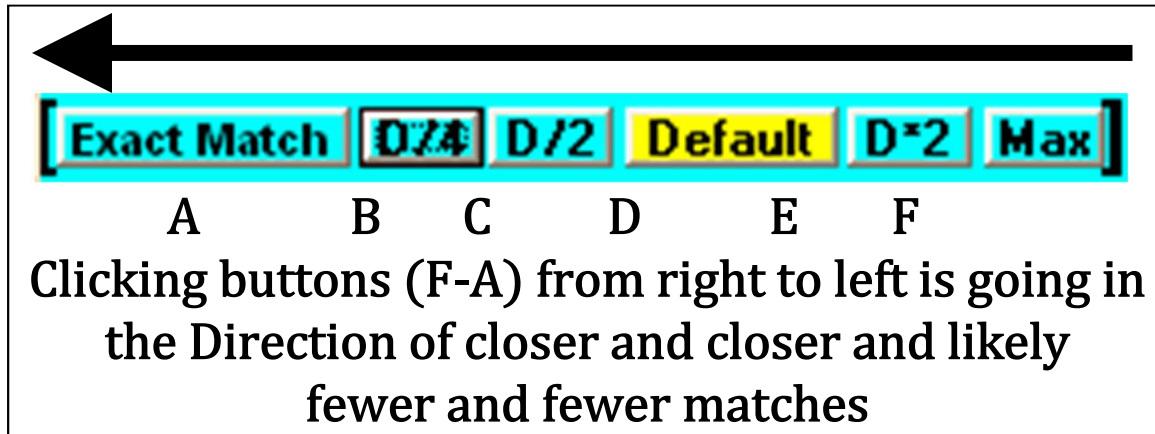 [Exact Match D/4 D/2 Default D*2 Max]
A B C D E F
Clicking buttons (F-A) from right to left is going in
the Direction of closer and closer and likely
fewer and fewer matches